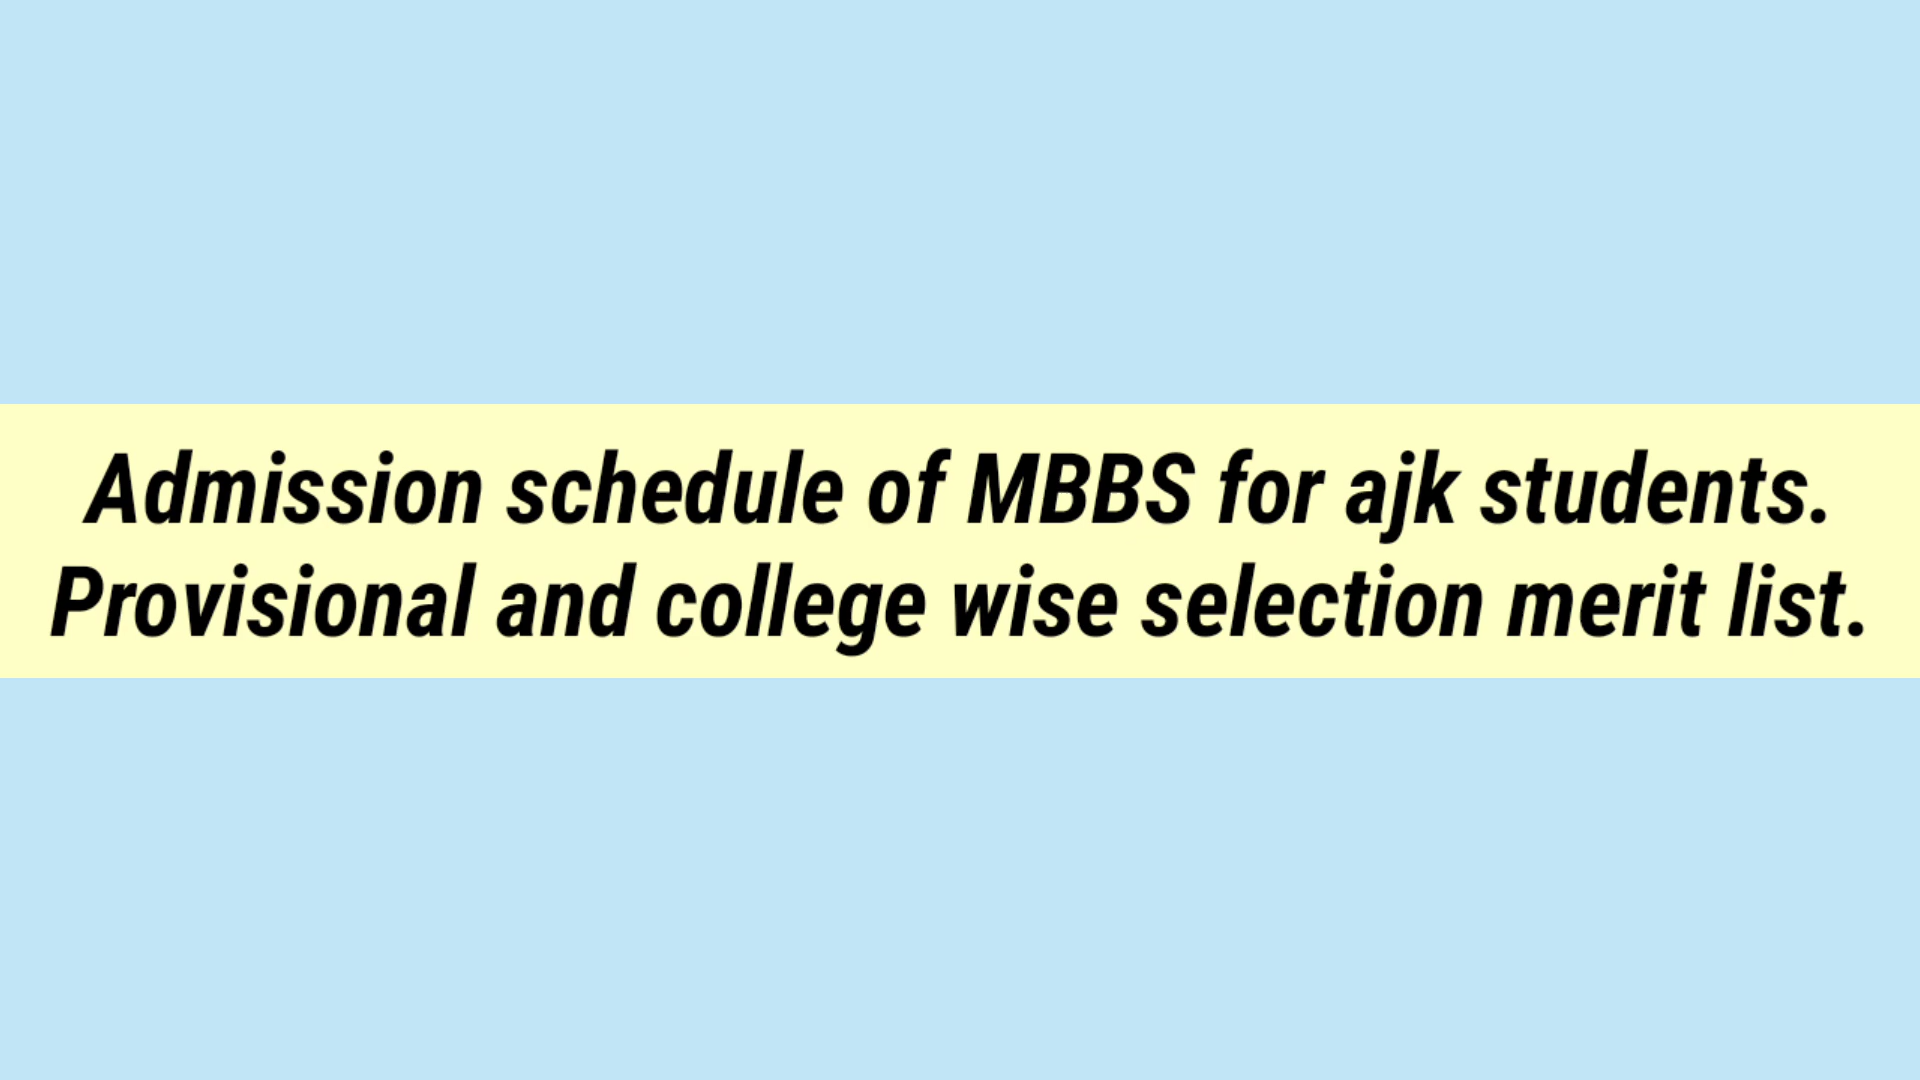 Admission schedule of MBBS for ajk students.
Provisional and college wise selection merit list.